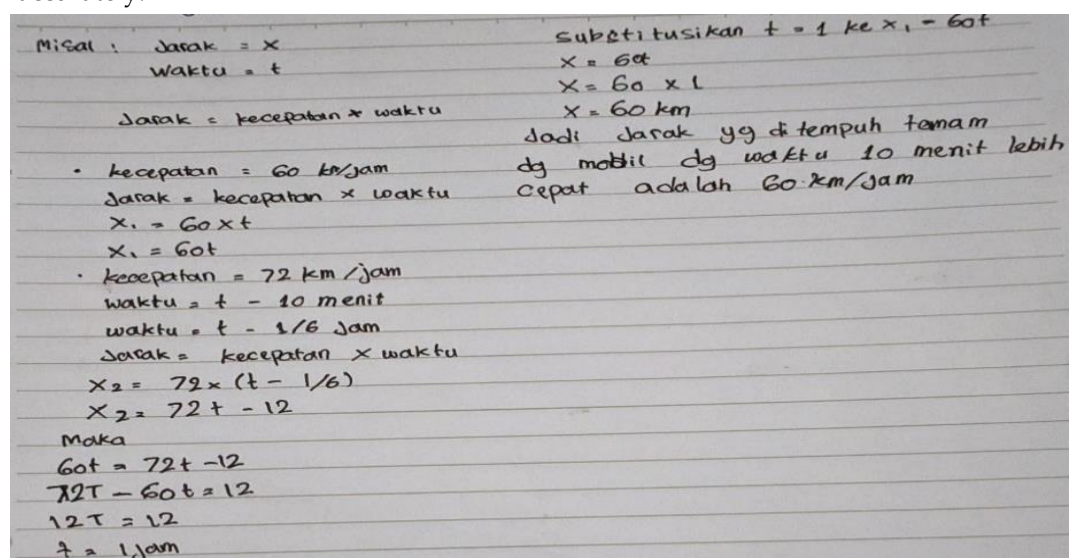 Misal : Jarak = x
Waktu = t
Jarak = kecepatan * waktu
• kecepatan = 60 km/jam
Jarak = kecepatan x waktu
X₁ = 60 x t
X₁ = 60t
• kecepatan = 72 km/jam
waktu = t - 10 menit
waktu = t - 1/6 Jam
Jarak = kecepatan x waktu
X₂ = 72 x (t - 1/6)
X₂ = 72t - 12
Maka
60t = 72t - 12
72T - 60t = 12
12T = 12
t = 1 jam
Substitusikan t = 1 ke x₁ = 60t
X = 60t
X = 60 x 1
X = 60 km
Jadi Jarak yg di tempuh tamam
dg mobil dg waktu 10 menit lebih
cepat adalah 60 km/jam